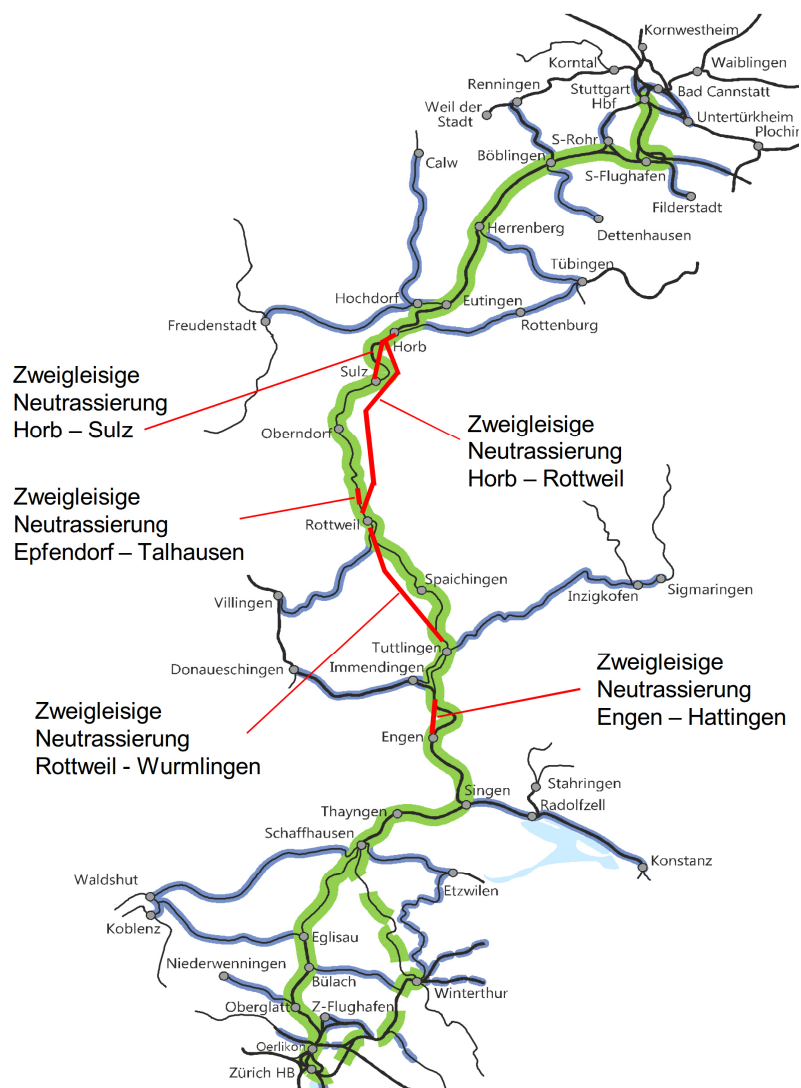 Kornwestheim
Korntal
Waiblingen
Renningen
Stuttgart
Hbf
Bad Cannstatt
Weil der
Stadt
Untertürkheim
Plochin
S-Rohr
Böblingen
S-Flughafen
Calw
Filderstadt
Dettenhausen
Herrenberg
Tübingen
Hochdorf
Eutingen
Freudenstadt
Rottenburg
Horb
Zweigleisige
Neutrassierung
Horb – Sulz
Sulz
Oberndorf
Zweigleisige
Neutrassierung
Horb – Rottweil
Zweigleisige
Neutrassierung
Epfendorf – Talhausen
Rottweil
Spaichingen
Villingen
Inzigkofen
Sigmaringen
Tuttlingen
Immendingen
Donaueschingen
Zweigleisige
Neutrassierung
Engen – Hattingen
Zweigleisige
Neutrassierung
Rottweil - Wurmlingen
Engen
Singen
Stahringen
Radolfzell
Thayngen
Schaffhausen
Konstanz
Waldshut
Etzwilen
Koblenz
Eglisau
Niederwenningen
Bülach
Winterthur
Oberglatt
Z-Flughafen
Oerlikon
Zürich HB